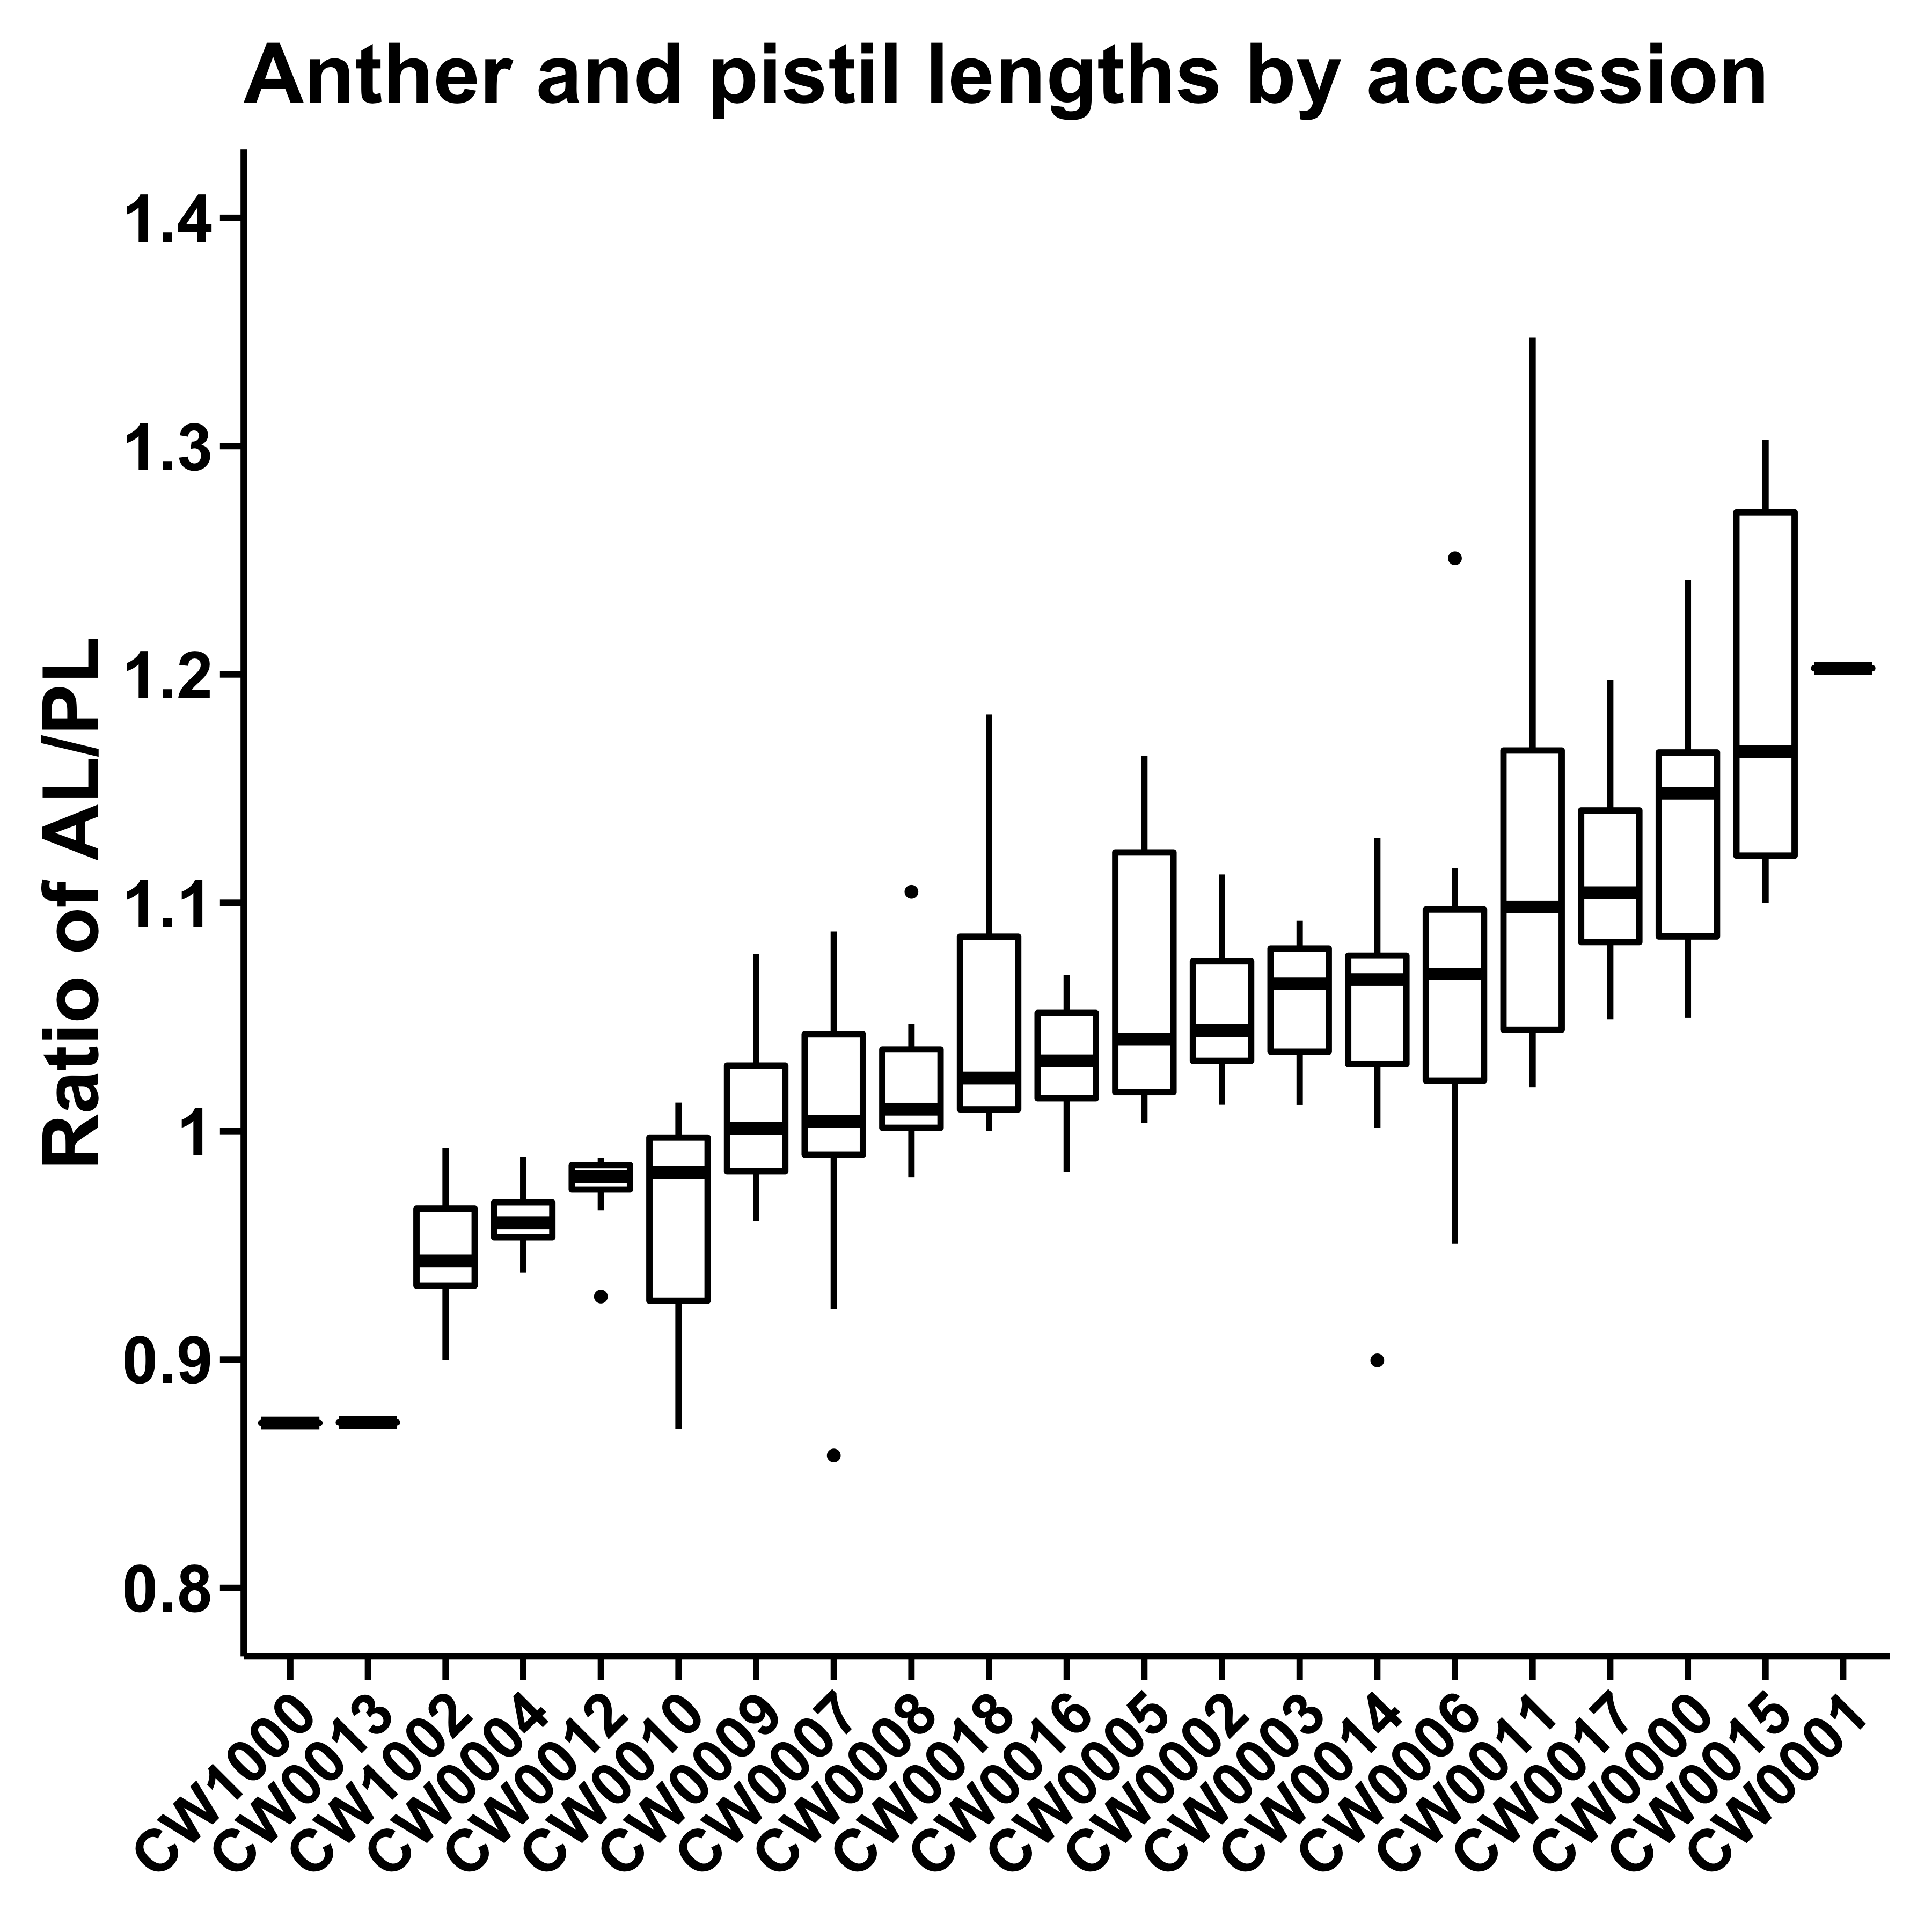 Anther and pistil lengths by accession
Ratio of AL/PL
1.4
1.3
1.2
1.1
1
0.9
0.8
CW1000
CW0013
CW1002
CW0004
CW0012
CW0010
CW0009
CW0007
CW0008
CW0018
CW0016
CW0005
CW0002
CW0003
CW0014
CW0006
CW0011
CW0017
CW0000
CW0015
CW0001